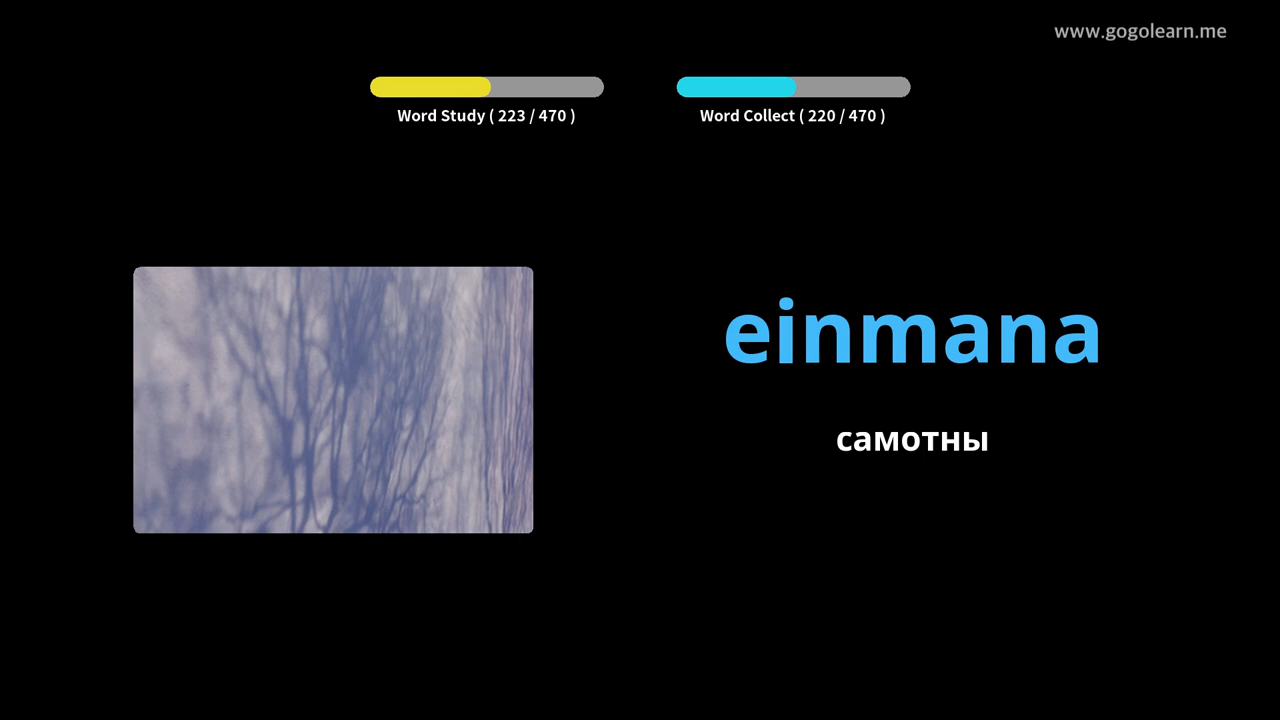 www.gogolearn.me
Word Study ( 223 / 470 )
Word Collect ( 220 / 470 )
einmana
самотны